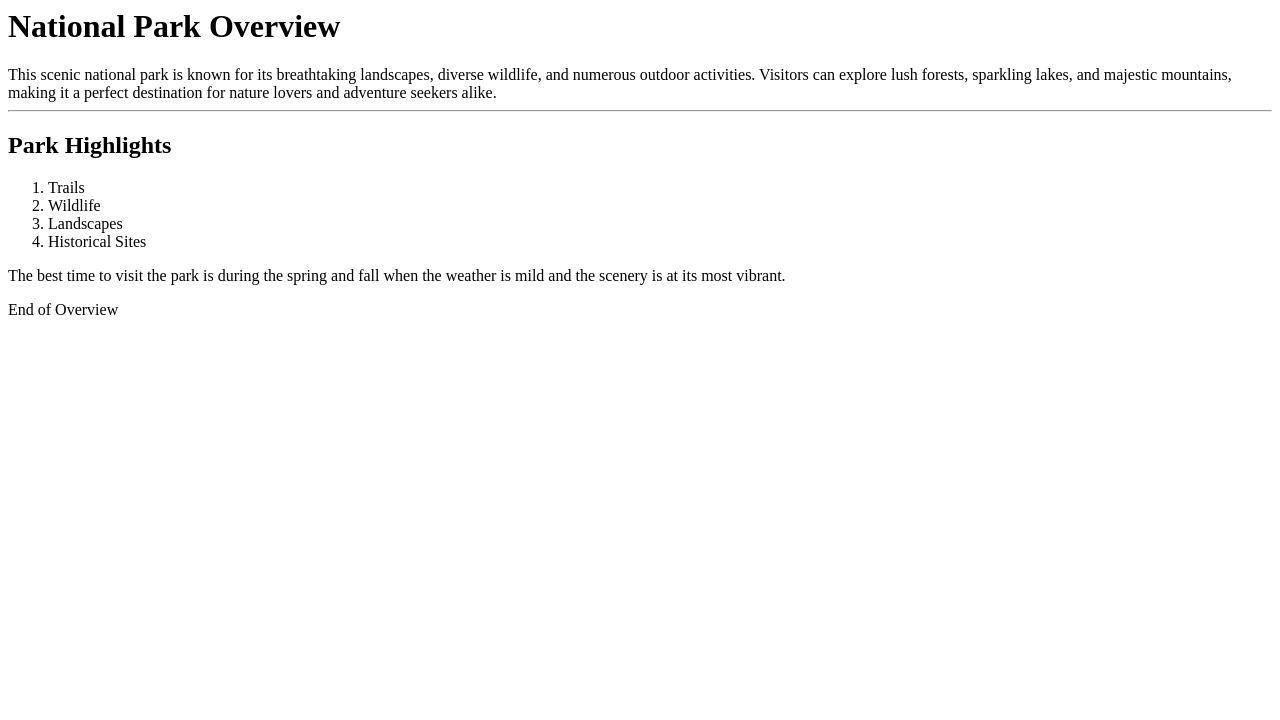 National Park Overview
This scenic national park is known for its breathtaking landscapes, diverse wildlife, and numerous outdoor activities. Visitors can explore lush forests, sparkling lakes, and majestic mountains,
making it a perfect destination for nature lovers and adventure seekers alike.
Park Highlights
1. Trails
2. Wildlife
3. Landscapes
4. Historical Sites
The best time to visit the park is during the spring and fall when the weather is mild and the scenery is at its most vibrant.
End of Overview